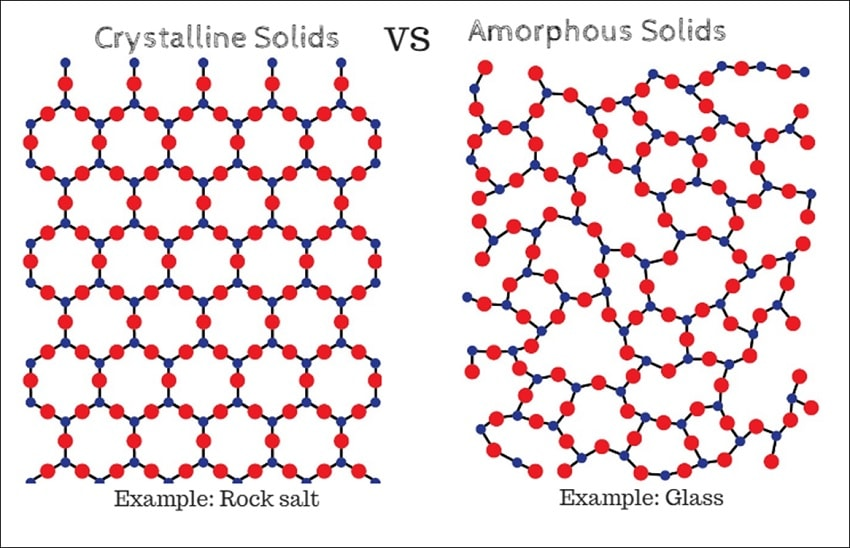 Crystalline Solids
VS
Amorphous Solids
Example: Rock salt
Example: Glass